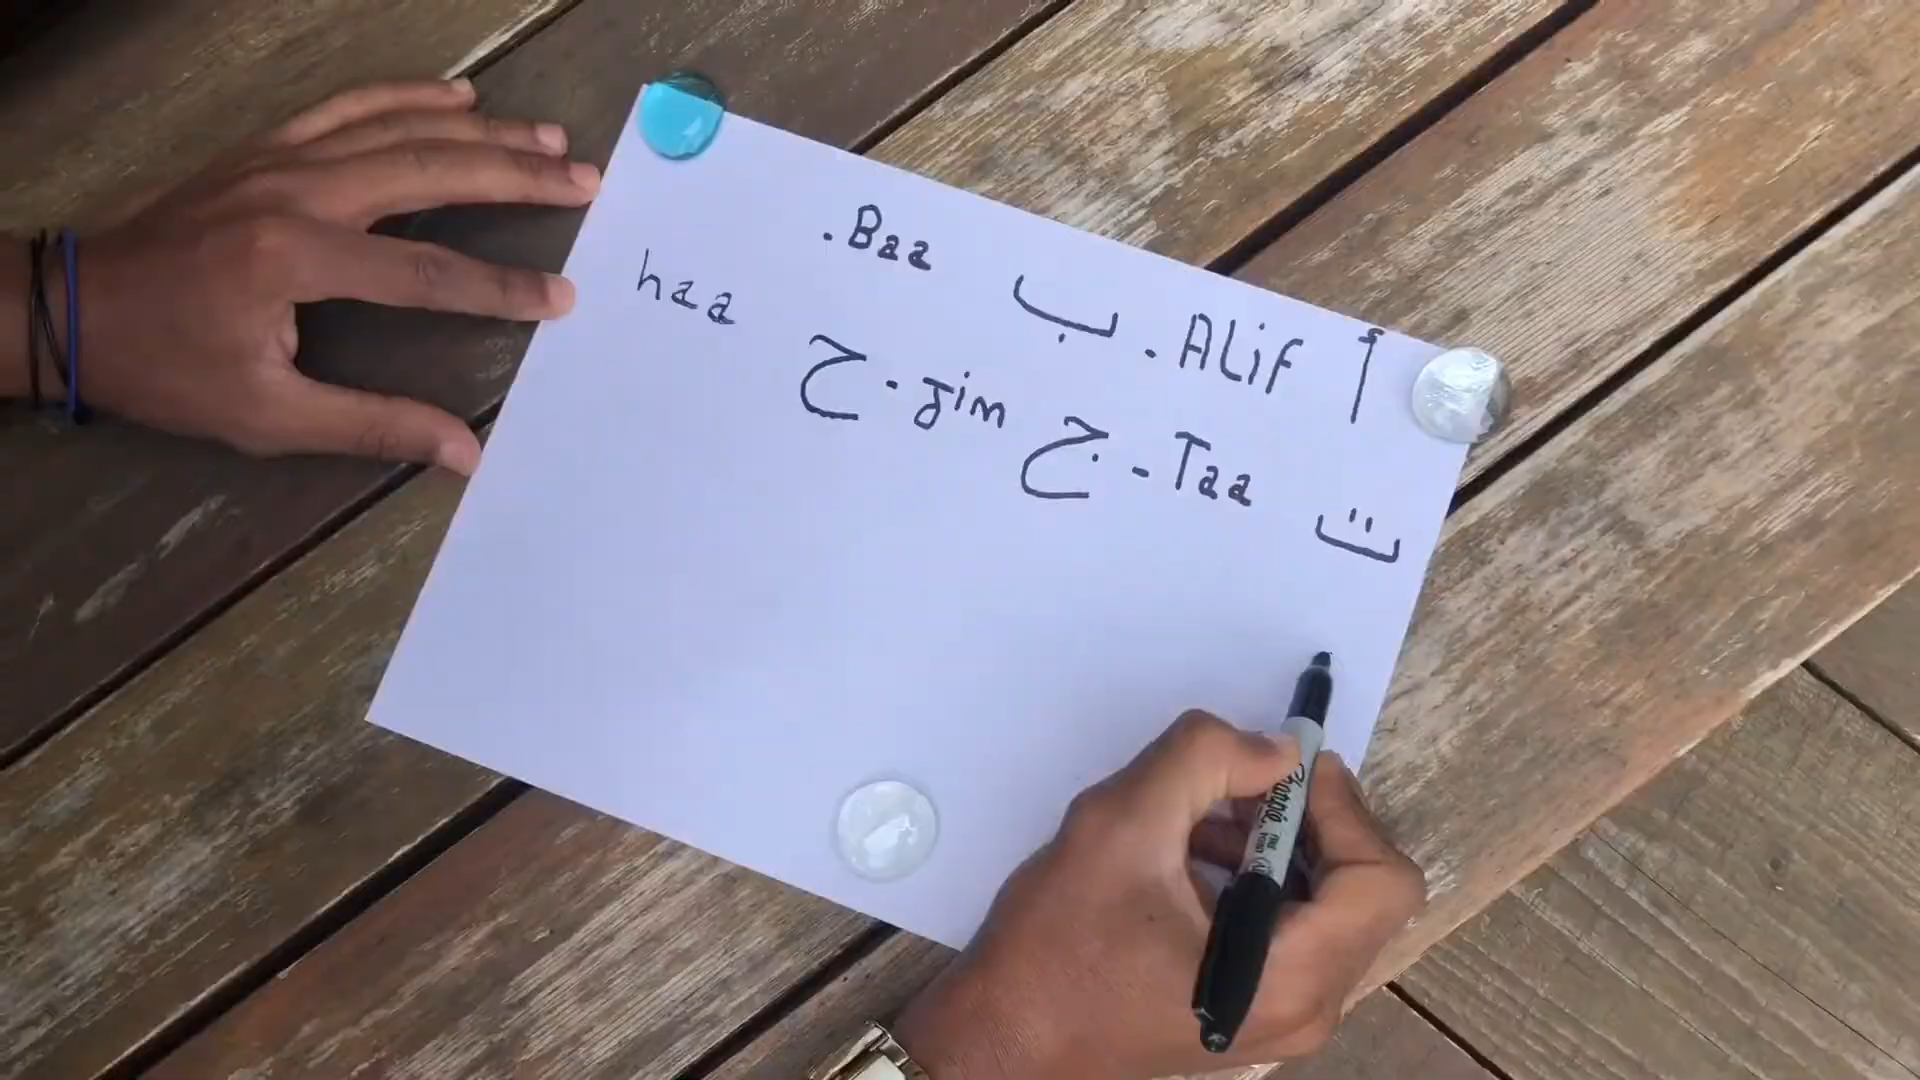 أ ALif . ب Baa .
ت Taa - ج jim . ح haa
Sharpie